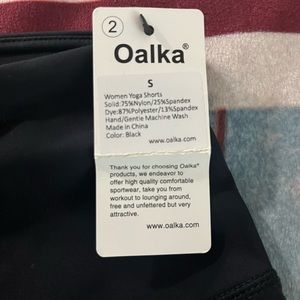 2
Oalka®
S
Women Yoga Shorts
Solid:75%Nylon/25%Spandex
Dye:87%Polyester/13%Spandex
Hand/Gentle Machine Wash
Made in China
Color: Black
www.oalka.com
Thank you for choosing Oalka®
products, we endeavor to
offer high quality comfortable
sportwear, take you from
workout to lounging around,
free and unfettered but very
attractive.
www.oalka.com